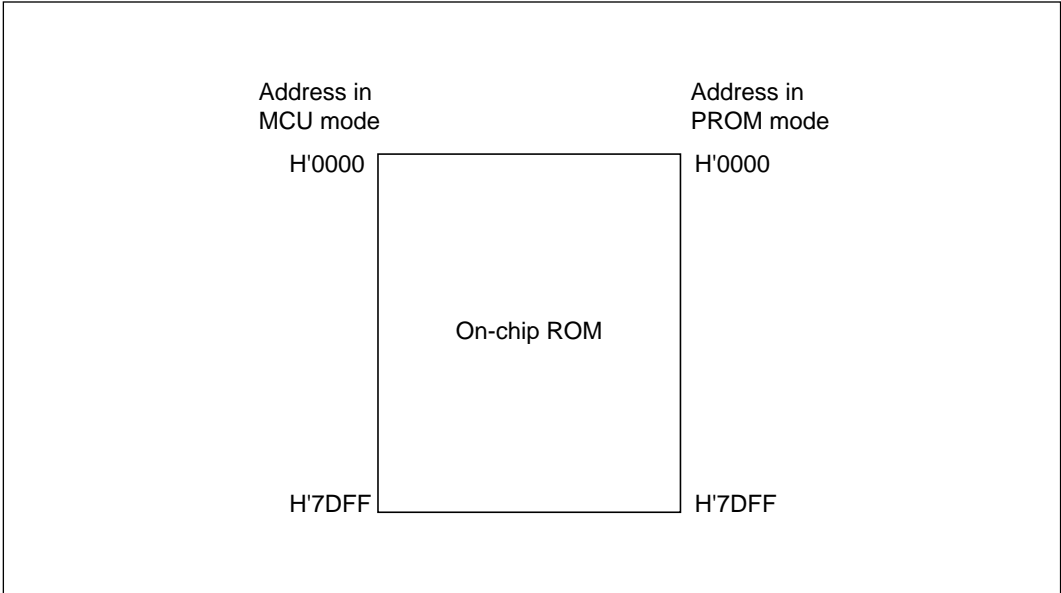 Address in
MCU mode
Address in
PROM mode
H'0000
H'0000
On-chip ROM
H'7DFF
H'7DFF